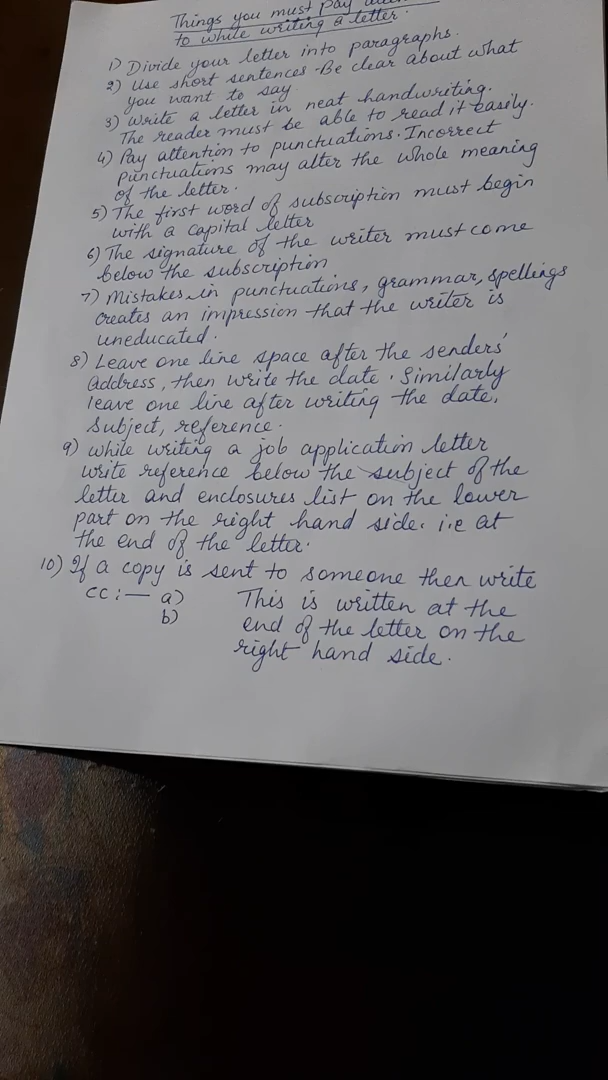 Things you must Pay
to while writing a letter.
1) Divide your letter into paragraphs.
2) Use short sentences - Be clear about what
you want to say
3) Write a letter in neat handwriting.
The reader must be able to read it easily.
4) Pay attention to punctuations. Incorrect
punctuations may alter the whole meaning
of the letter.
5) The first word of subscription must begin
with a capital letter
6) The signature of the writer must come
below the subscription
7) Mistakes in punctuations, grammar, spellings
creates an impression that the writer is
uneducated.
8) Leave one line space after the senders'
address, then write the date. Similarly
leave one line after writing the date,
subject, reference.
9) while writing a job application letter
write reference below the subject of the
letter and enclosures list on the lower
part on the right hand side. i.e at
the end of the letter.
10) If a copy is sent to someone then write
cc:— a) This is written at the
b) end of the letter on the
right hand side.